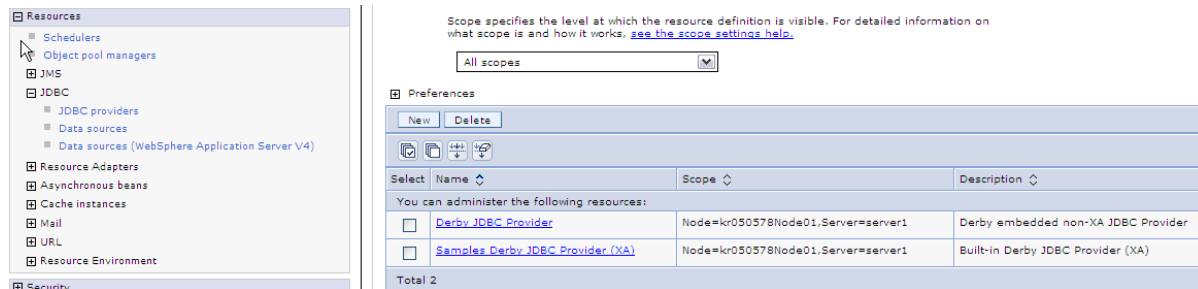 Resources
Schedulers
Object pool managers
JMS
JDBC
JDBC providers
Data sources
Data sources (WebSphere Application Server V4)
Resource Adapters
Asynchronous beans
Cache instances
Mail
URL
Resource Environment
Security
Scope specifies the level at which the resource definition is visible. For detailed information on
what scope is and how it works, see the scope settings help.
All scopes
Preferences
New Delete
Select Name Scope Description
You can administer the following resources:
Derby JDBC Provider Node=kr050578Node01,Server=server1 Derby embedded non-XA JDBC Provider
Samples Derby JDBC Provider (XA) Node=kr050578Node01,Server=server1 Built-in Derby JDBC Provider (XA)
Total 2